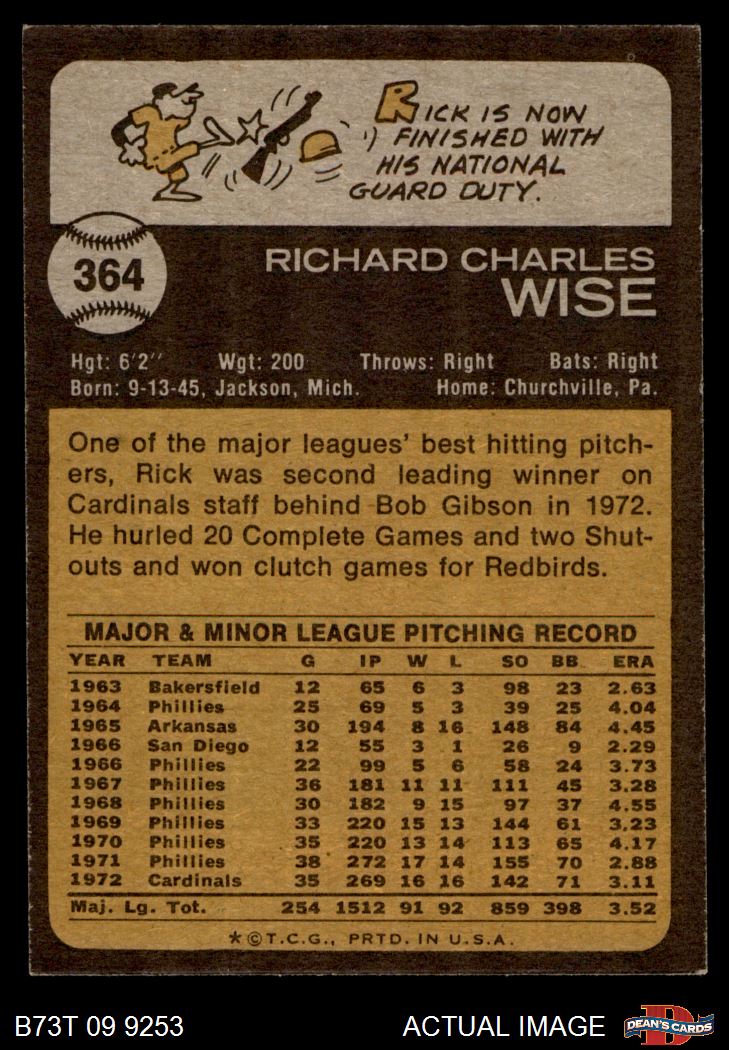 RICK IS NOW
FINISHED WITH
HIS NATIONAL
GUARD DUTY.
364
RICHARD CHARLES
WISE
Hgt: 6'2" Wgt: 200 Throws: Right Bats: Right
Born: 9-13-45, Jackson, Mich. Home: Churchville, Pa.
One of the major leagues' best hitting pitch-
ers, Rick was second leading winner on
Cardinals staff behind Bob Gibson in 1972.
He hurled 20 Complete Games and two Shut-
outs and won clutch games for Redbirds.
MAJOR & MINOR LEAGUE PITCHING RECORD
YEAR TEAM G IP W L SO BB ERA
1963 Bakersfield 12 65 6 3 98 23 2.63
1964 Phillies 25 69 5 3 39 25 4.04
1965 Arkansas 30 194 8 16 148 84 4.45
1966 San Diego 12 55 3 1 26 9 2.29
1966 Phillies 22 99 5 6 58 24 3.73
1967 Phillies 36 181 11 11 111 45 3.28
1968 Phillies 30 182 9 15 97 37 4.55
1969 Phillies 33 220 15 13 144 61 3.23
1970 Phillies 35 220 13 14 113 65 4.17
1971 Phillies 38 272 17 14 155 70 2.88
1972 Cardinals 35 269 16 16 142 71 3.11
Maj. Lg. Tot. 254 1512 91 92 859 398 3.52
*©T.C.G., PRTD. IN U.S.A.
B73T 09 9253 ACTUAL IMAGE DEAN'S CARDS